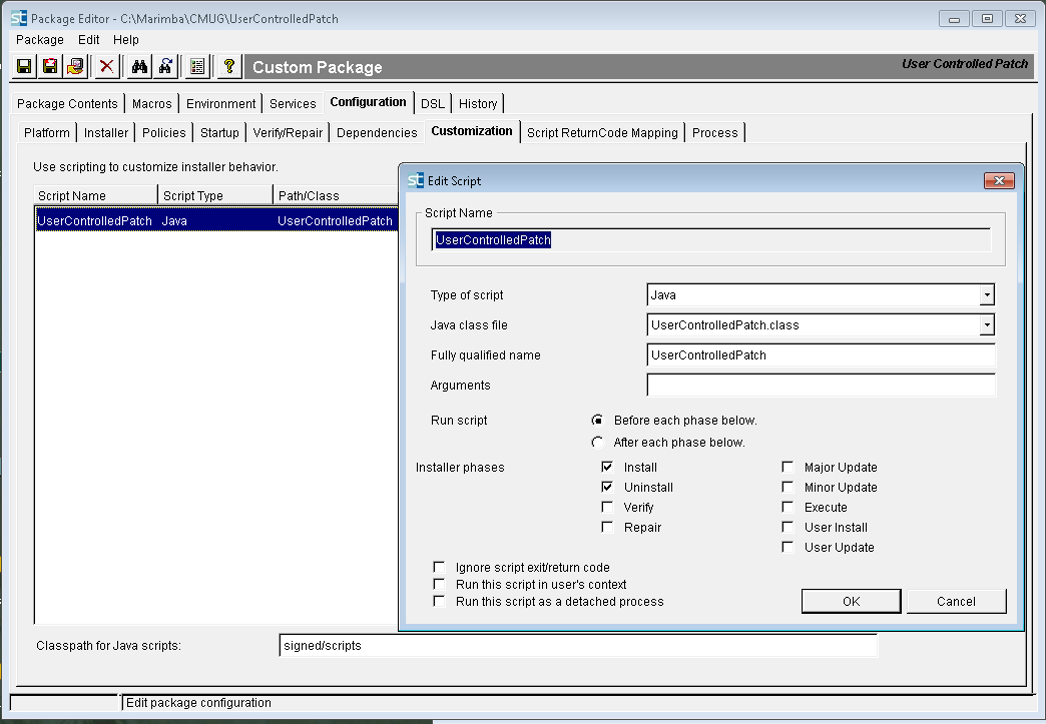 Package Editor - C:\Marimba\CMUG\UserControlledPatch
Package Edit Help
Custom Package
User Controlled Patch
Package Contents Macros Environment Services Configuration DSL History
Platform Installer Policies Startup Verify/Repair Dependencies Customization Script ReturnCode Mapping Process
Use scripting to customize installer behavior.
Script Name Script Type Path/Class
UserControlledPatch Java UserControlledPatch
Edit Script
Script Name
UserControlledPatch
Type of script Java
Java class file UserControlledPatch.class
Fully qualified name UserControlledPatch
Arguments
Run script Before each phase below.
After each phase below.
Installer phases Install Major Update
Uninstall Minor Update
Verify Execute
Repair User Install
User Update
Ignore script exit/return code
Run this script in user's context
Run this script as a detached process
OK Cancel
Classpath for Java scripts: signed/scripts
Edit package configuration